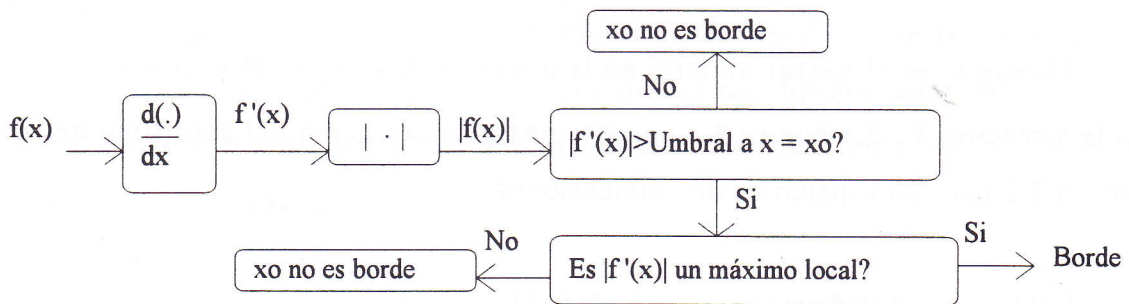 xo no es borde
No
f(x)
d(.)
dx
f '(x)
| · |
|f(x)|
|f '(x)|>Umbral a x = xo?
Si
No
Si
xo no es borde
Es |f '(x)| un máximo local?
Borde